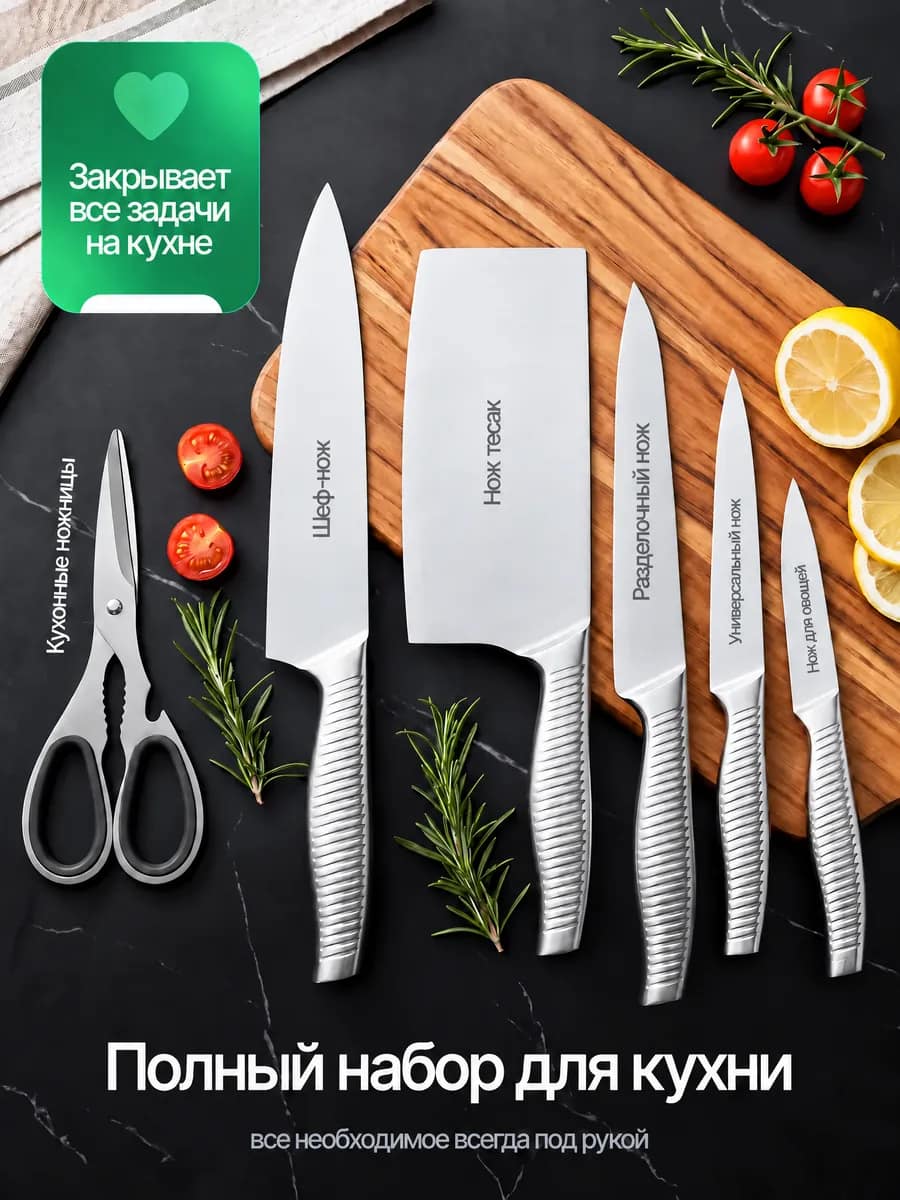 Закрывает
все задачи
на кухне
Кухонные ножницы
Шеф-нож
Нож тесак
Разделочный нож
Универсальный нож
Нож для овощей
Полный набор для кухни
все необходимое всегда под рукой